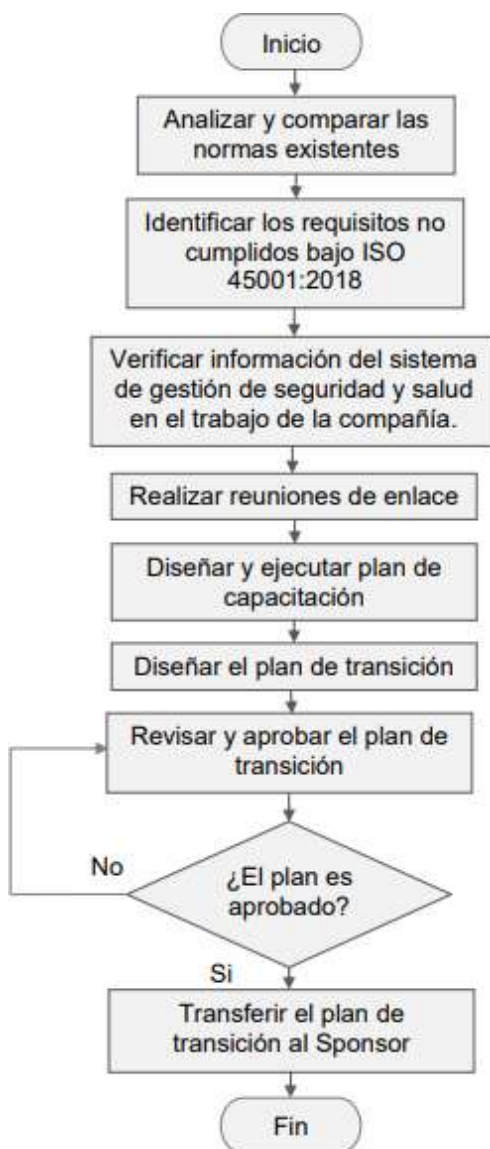 Inicio
Analizar y comparar las
normas existentes
Identificar los requisitos no
cumplidos bajo ISO
45001:2018
Verificar información del sistema
de gestión de seguridad y salud
en el trabajo de la compañía.
Realizar reuniones de enlace
Diseñar y ejecutar plan de
capacitación
Diseñar el plan de transición
Revisar y aprobar el plan de
transición
No
¿El plan es
aprobado?
Si
Transferir el plan de
transición al Sponsor
Fin